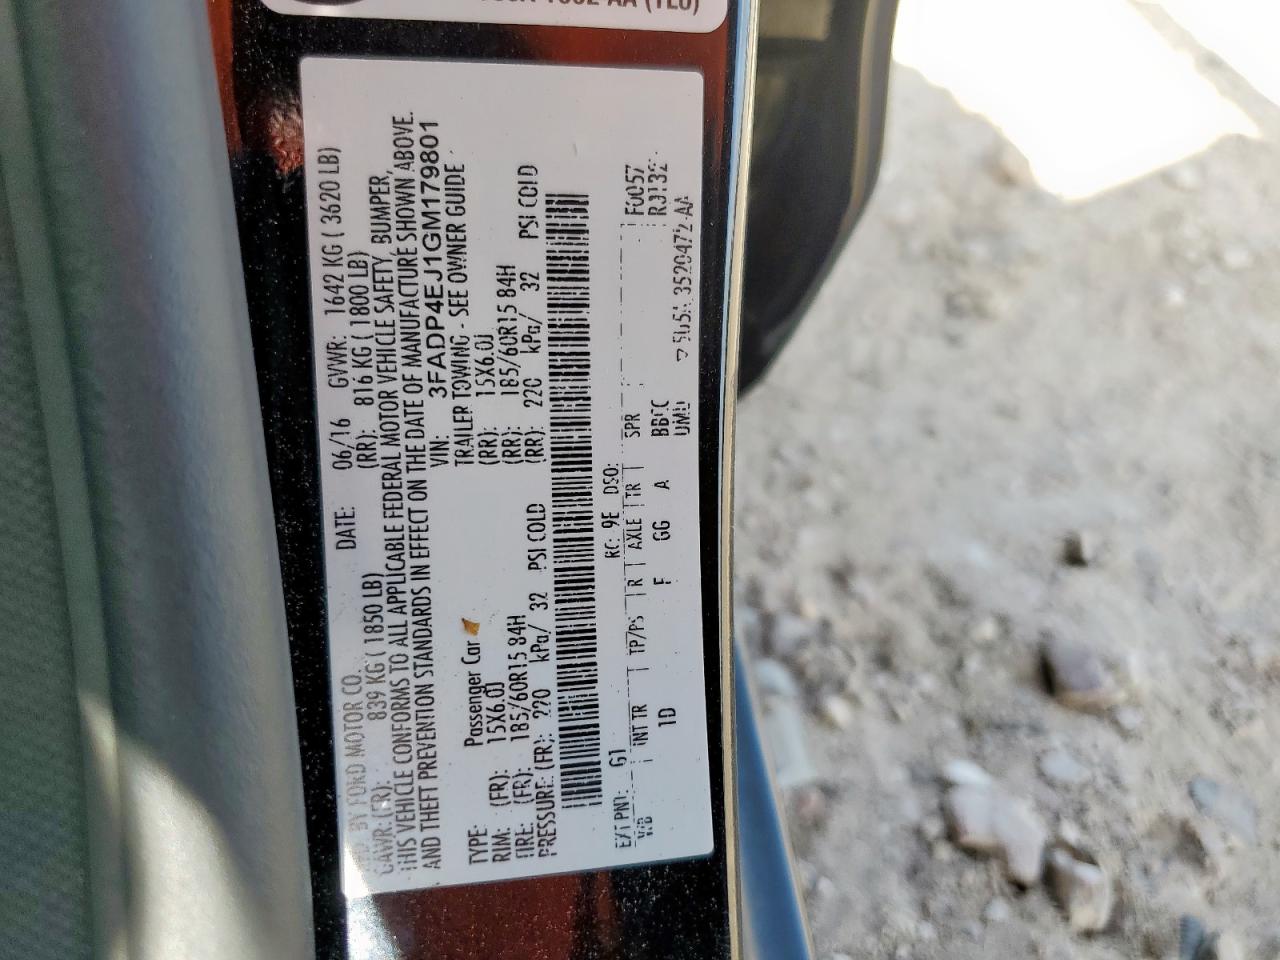 AA (TLU)
BY FORD MOTOR CO. DATE: 06/16 GVWR: 1642 KG ( 3620 LB)
GAWR: (FR): 839 KG ( 1850 LB) (RR): 816 KG ( 1800 LB)
THIS VEHICLE CONFORMS TO ALL APPLICABLE FEDERAL MOTOR VEHICLE SAFETY, BUMPER,
AND THEFT PREVENTION STANDARDS IN EFFECT ON THE DATE OF MANUFACTURE SHOWN ABOVE.
VIN: 3FADP4EJ1GM179801
TYPE: Passenger Car TRAILER TOWING - SEE OWNER GUIDE
RIM: (FR): 15X6.0J (RR): 15X6.0J
TIRE: (FR): 185/60R15 84H (RR): 185/60R15 84H
PRESSURE: (FR): 220 kPa/ 32 PSI COLD (RR): 220 kPa/ 32 PSI COLD
EXT PNT: G1 RC: 9E DSO: F0057
WB INT TR TP/PS R AXLE TR SPR RJ132
1D F GG A BBCC